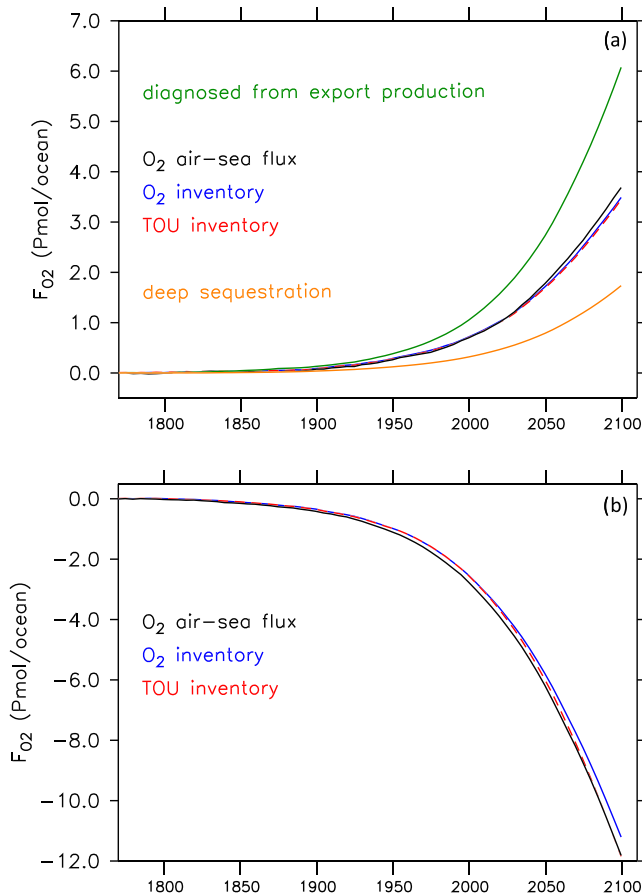 (a)
7.0
6.0
5.0
4.0
3.0
2.0
1.0
0.0
F_O2 (Pmol/ocean)
diagnosed from export production
O2 air-sea flux
O2 inventory
TOU inventory
deep sequestration
1800 1850 1900 1950 2000 2050 2100
(b)
0.0
-2.0
-4.0
-6.0
-8.0
-10.0
-12.0
F_O2 (Pmol/ocean)
O2 air-sea flux
O2 inventory
TOU inventory
1800 1850 1900 1950 2000 2050 2100